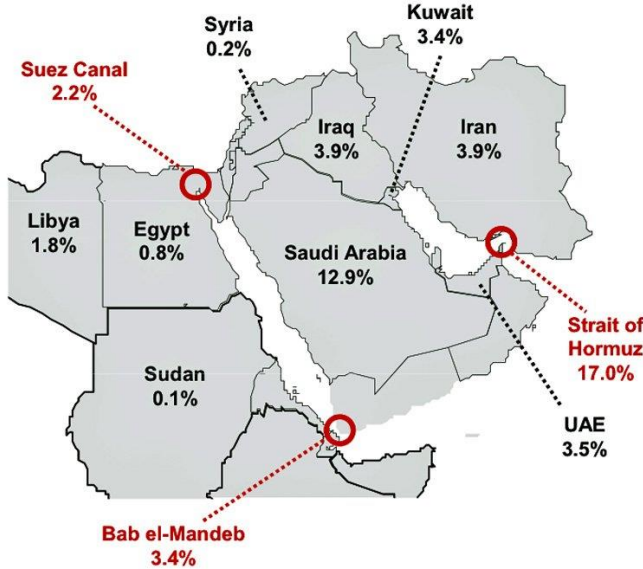 Kuwait
3.4%
Syria
0.2%
Suez Canal
2.2%
Iraq
3.9%
Iran
3.9%
Libya
1.8%
Egypt
0.8%
Saudi Arabia
12.9%
Strait of
Hormuz
17.0%
Sudan
0.1%
UAE
3.5%
Bab el-Mandeb
3.4%